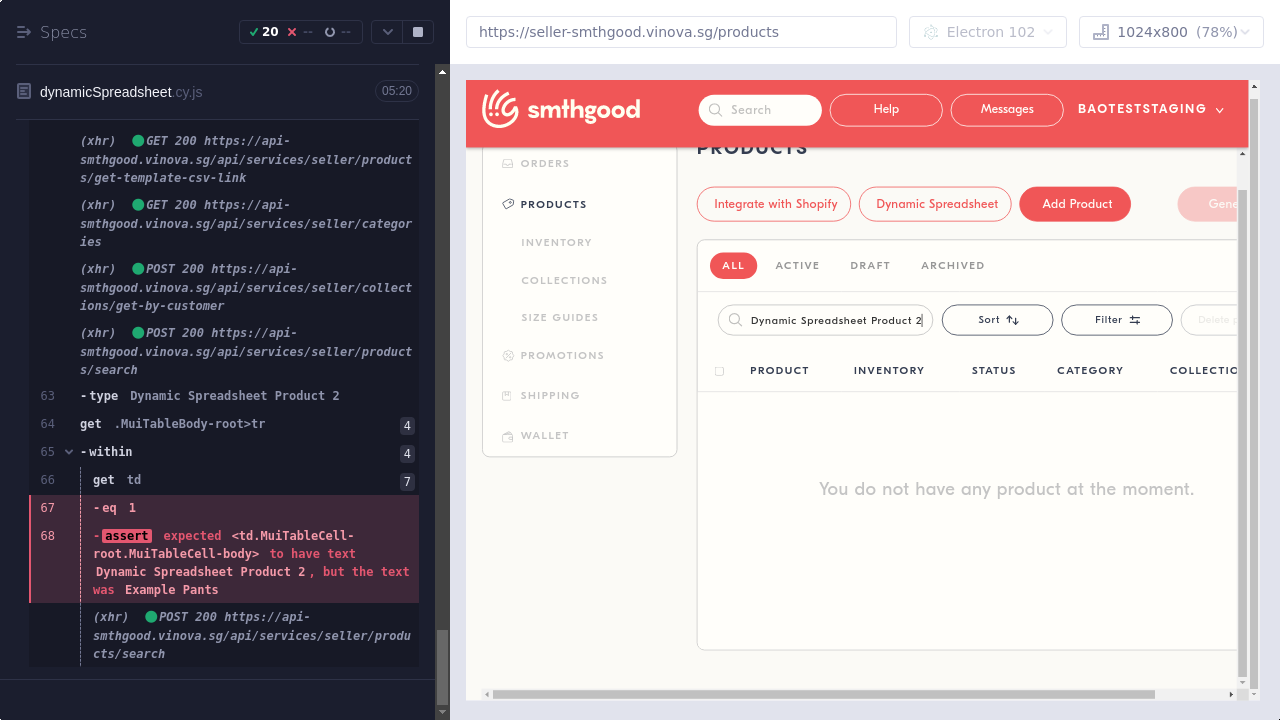 Specs
20
--
--
dynamicSpreadsheet.cy.js
05:20
(xhr) GET 200 https://api-
smthgood.vinova.sg/api/services/seller/product
s/get-template-csv-link
(xhr) GET 200 https://api-
smthgood.vinova.sg/api/services/seller/categor
ies
(xhr) POST 200 https://api-
smthgood.vinova.sg/api/services/seller/collect
ions/get-by-customer
(xhr) POST 200 https://api-
smthgood.vinova.sg/api/services/seller/product
s/search
63 -type Dynamic Spreadsheet Product 2
64 get .MuiTableBody-root>tr 4
65 -within 4
66 get td 7
67 -eq 1
68 -assert expected <td.MuiTableCell-
root.MuiTableCell-body> to have text
Dynamic Spreadsheet Product 2 , but the text
was Example Pants
(xhr) POST 200 https://api-
smthgood.vinova.sg/api/services/seller/produ
cts/search
https://seller-smthgood.vinova.sg/products
Electron 102
1024x800 (78%)
smthgood
Search
Help
Messages
BAOTESTSTAGING
ORDERS
PRODUCTS
INVENTORY
COLLECTIONS
SIZE GUIDES
PROMOTIONS
SHIPPING
WALLET
PRODUCTS
Integrate with Shopify
Dynamic Spreadsheet
Add Product
Gene
ALL
ACTIVE
DRAFT
ARCHIVED
Dynamic Spreadsheet Product 2
Sort
Filter
Delete p
PRODUCT
INVENTORY
STATUS
CATEGORY
COLLECTIO
You do not have any product at the moment.